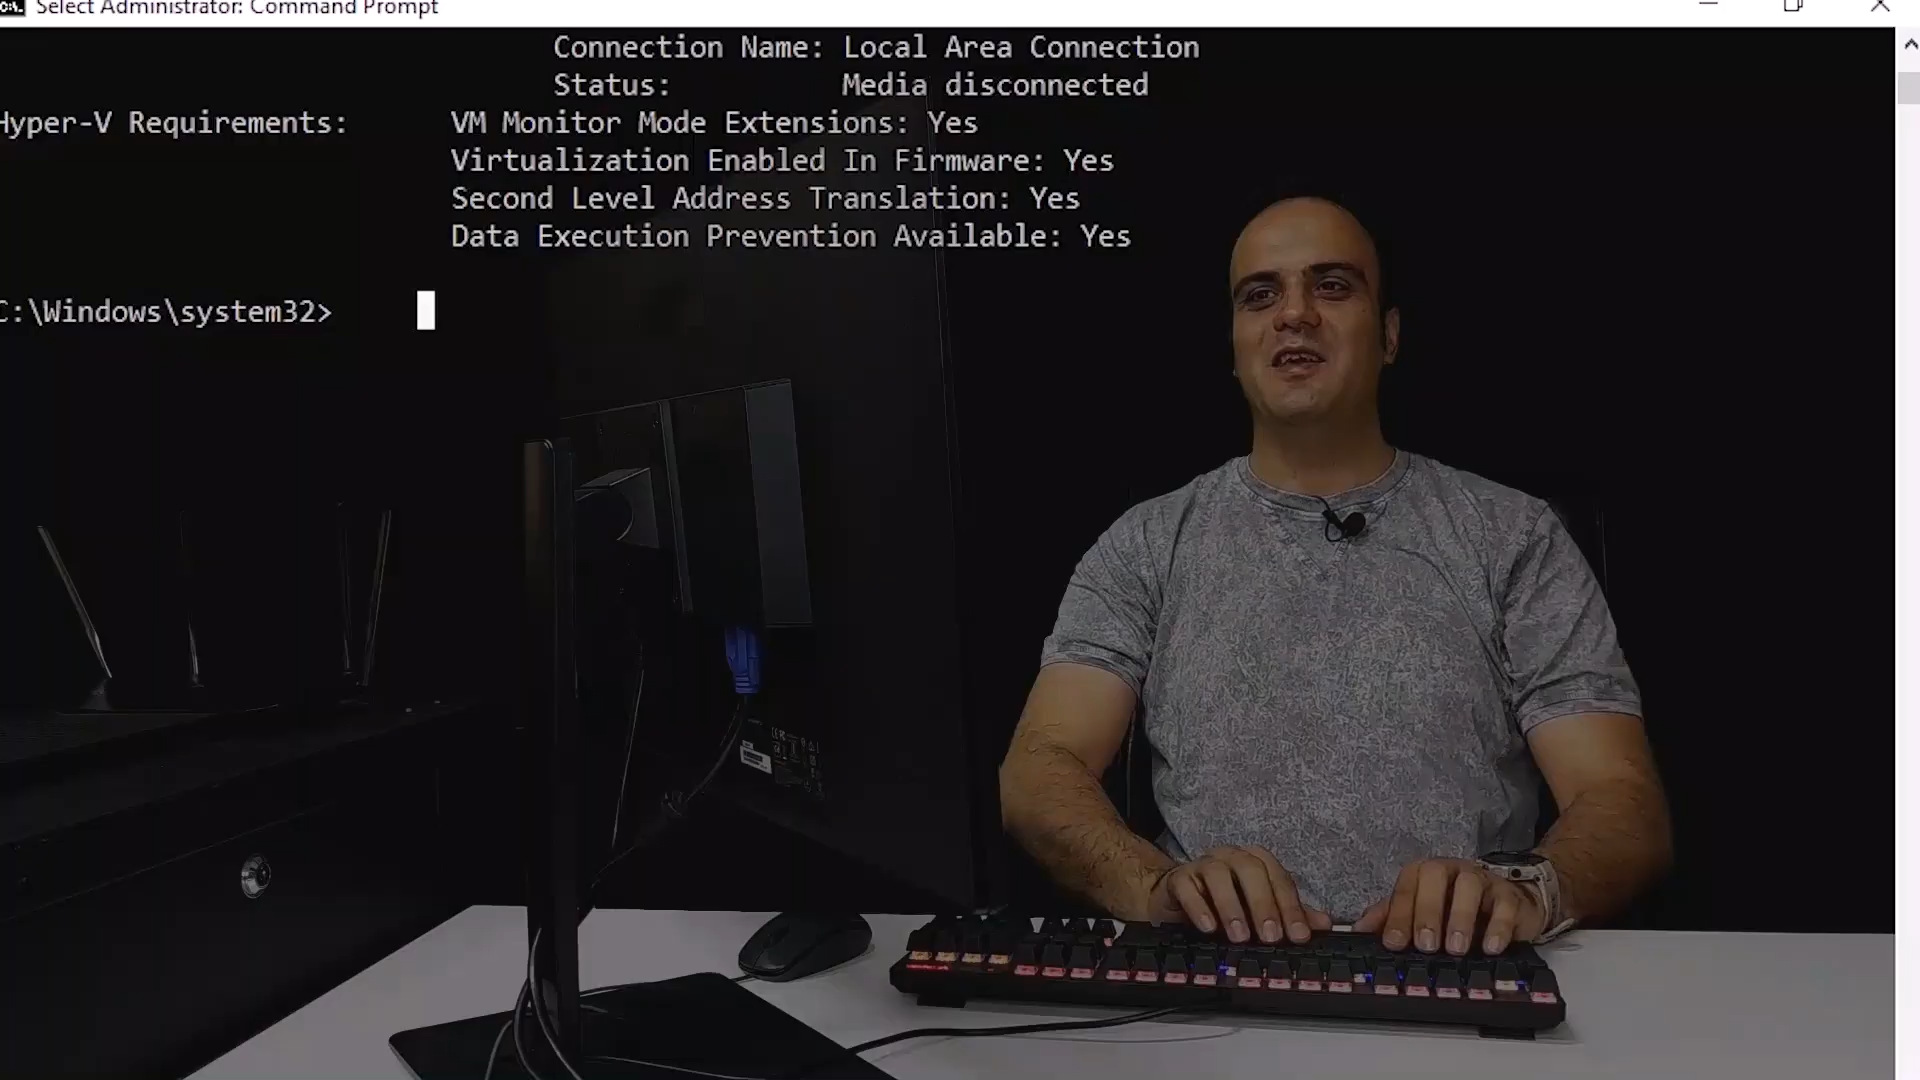 Select Administrator: Command Prompt
Connection Name: Local Area Connection
Status: Media disconnected
Hyper-V Requirements: VM Monitor Mode Extensions: Yes
Virtualization Enabled In Firmware: Yes
Second Level Address Translation: Yes
Data Execution Prevention Available: Yes
C:\Windows\system32>